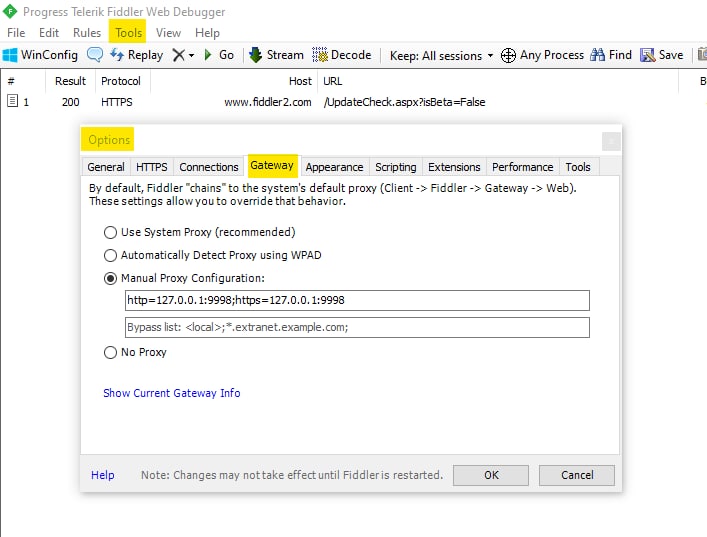 Progress Telerik Fiddler Web Debugger
File Edit Rules Tools View Help
WinConfig Replay Go Stream Decode Keep: All sessions Any Process Find Save
# Result Protocol Host URL B
1 200 HTTPS www.fiddler2.com /UpdateCheck.aspx?isBeta=False
Options
General HTTPS Connections Gateway Appearance Scripting Extensions Performance Tools
By default, Fiddler "chains" to the system's default proxy (Client -> Fiddler -> Gateway -> Web).
These settings allow you to override that behavior.
Use System Proxy (recommended)
Automatically Detect Proxy using WPAD
Manual Proxy Configuration:
http=127.0.0.1:9998;https=127.0.0.1:9998
Bypass list: <local>;*.extranet.example.com;
No Proxy
Show Current Gateway Info
Help Note: Changes may not take effect until Fiddler is restarted. OK Cancel